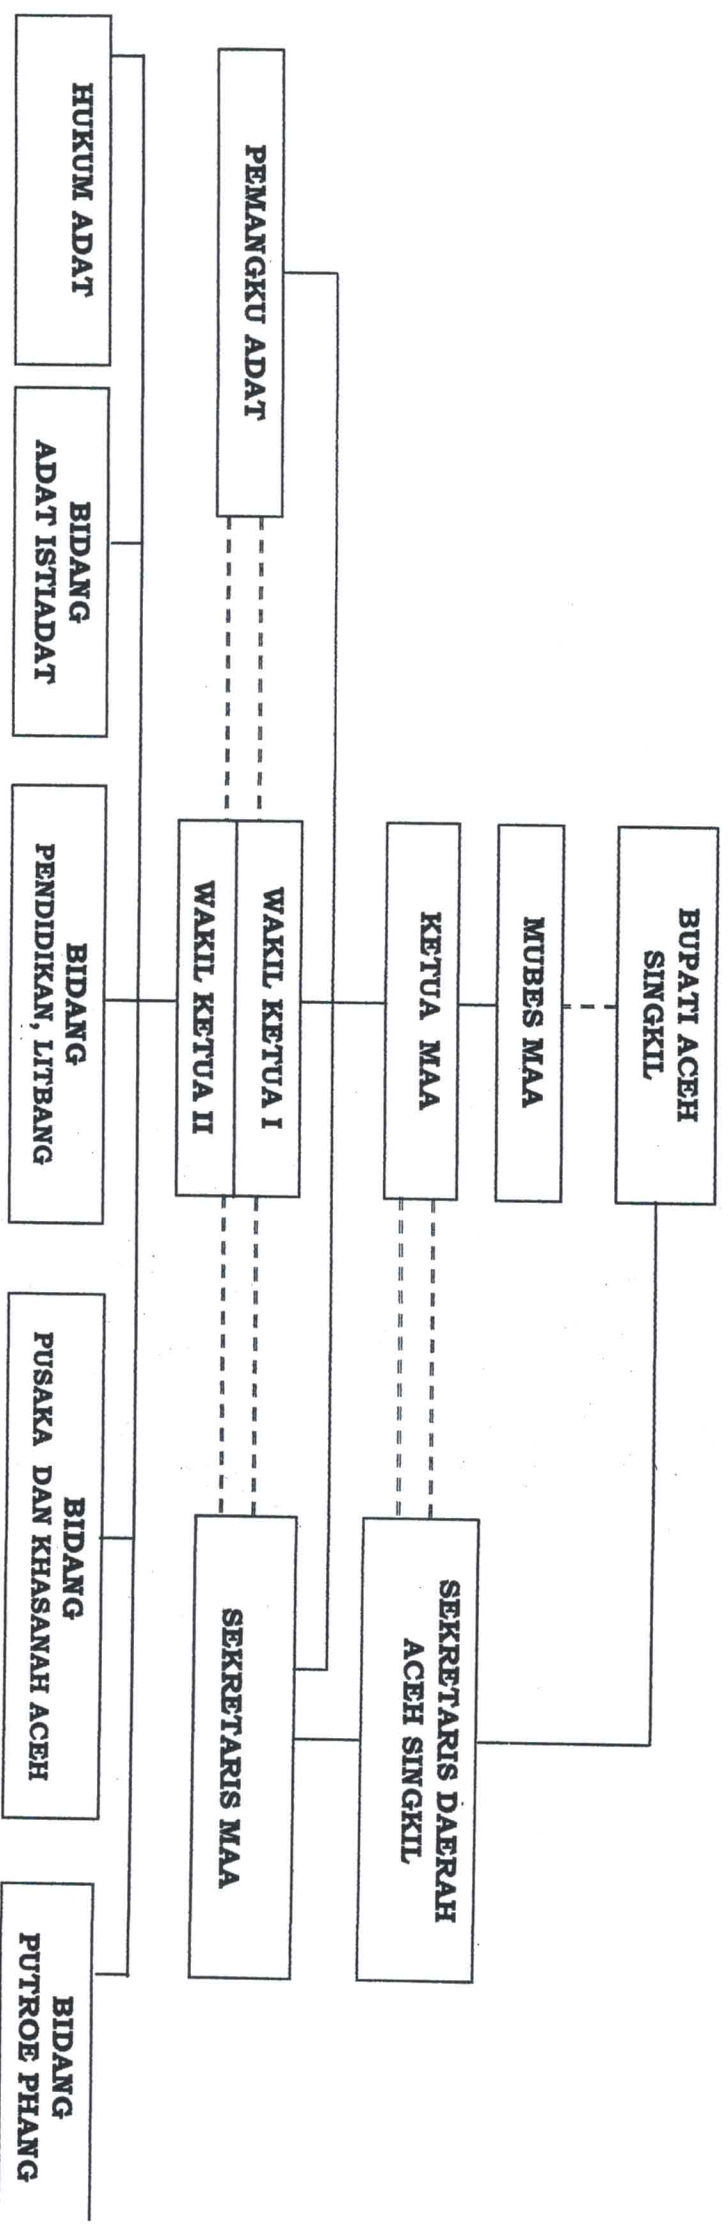 BUPATI ACEH
SINGKIL
MUBES MAA
KETUA MAA
SEKRETARIS DAERAH
ACEH SINGKIL
PEMANGKU ADAT
WAKIL KETUA I
WAKIL KETUA II
SEKRETARIS MAA
HUKUM ADAT
BIDANG
ADAT ISTIADAT
BIDANG
PENDIDIKAN, LITBANG
BIDANG
PUSAKA DAN KHASANAH ACEH
BIDANG
PUTROE PHANG